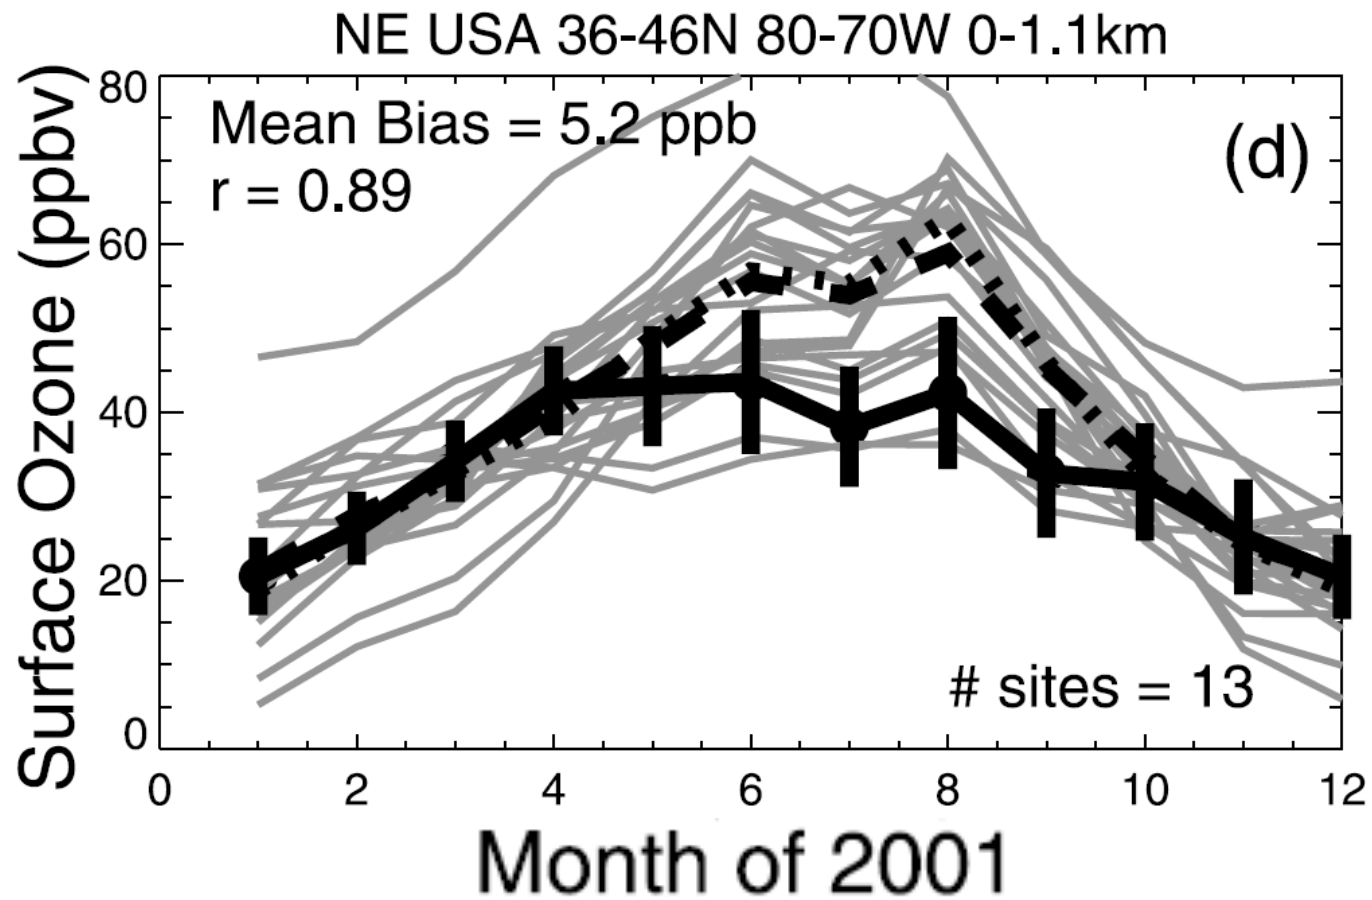 NE USA 36-46N 80-70W 0-1.1km
Surface Ozone (ppbv)
80
60
40
20
0
Mean Bias = 5.2 ppb
r = 0.89
(d)
# sites = 13
0 2 4 6 8 10 12
Month of 2001